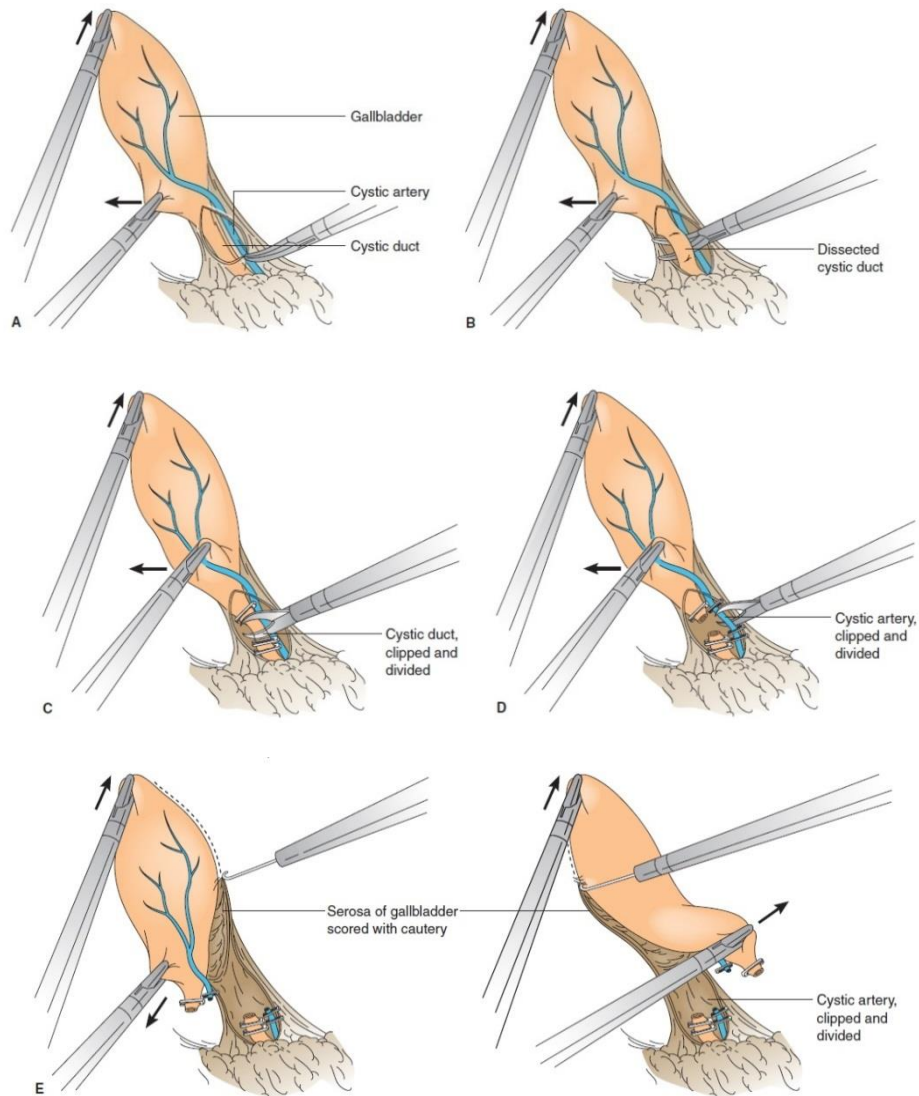 Gallbladder
Cystic artery
Cystic duct
A
Dissected
cystic duct
B
Cystic duct,
clipped and
divided
C
Cystic artery,
clipped and
divided
D
Serosa of gallbladder
scored with cautery
Cystic artery,
clipped and
divided
E